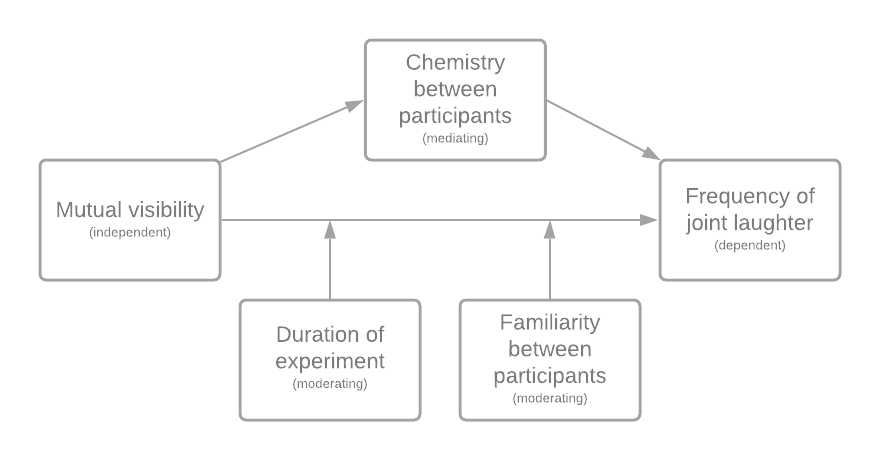 Chemistry
between
participants
(mediating)
Mutual visibility
(independent)
Frequency of
joint laughter
(dependent)
Duration of
experiment
(moderating)
Familiarity
between
participants
(moderating)